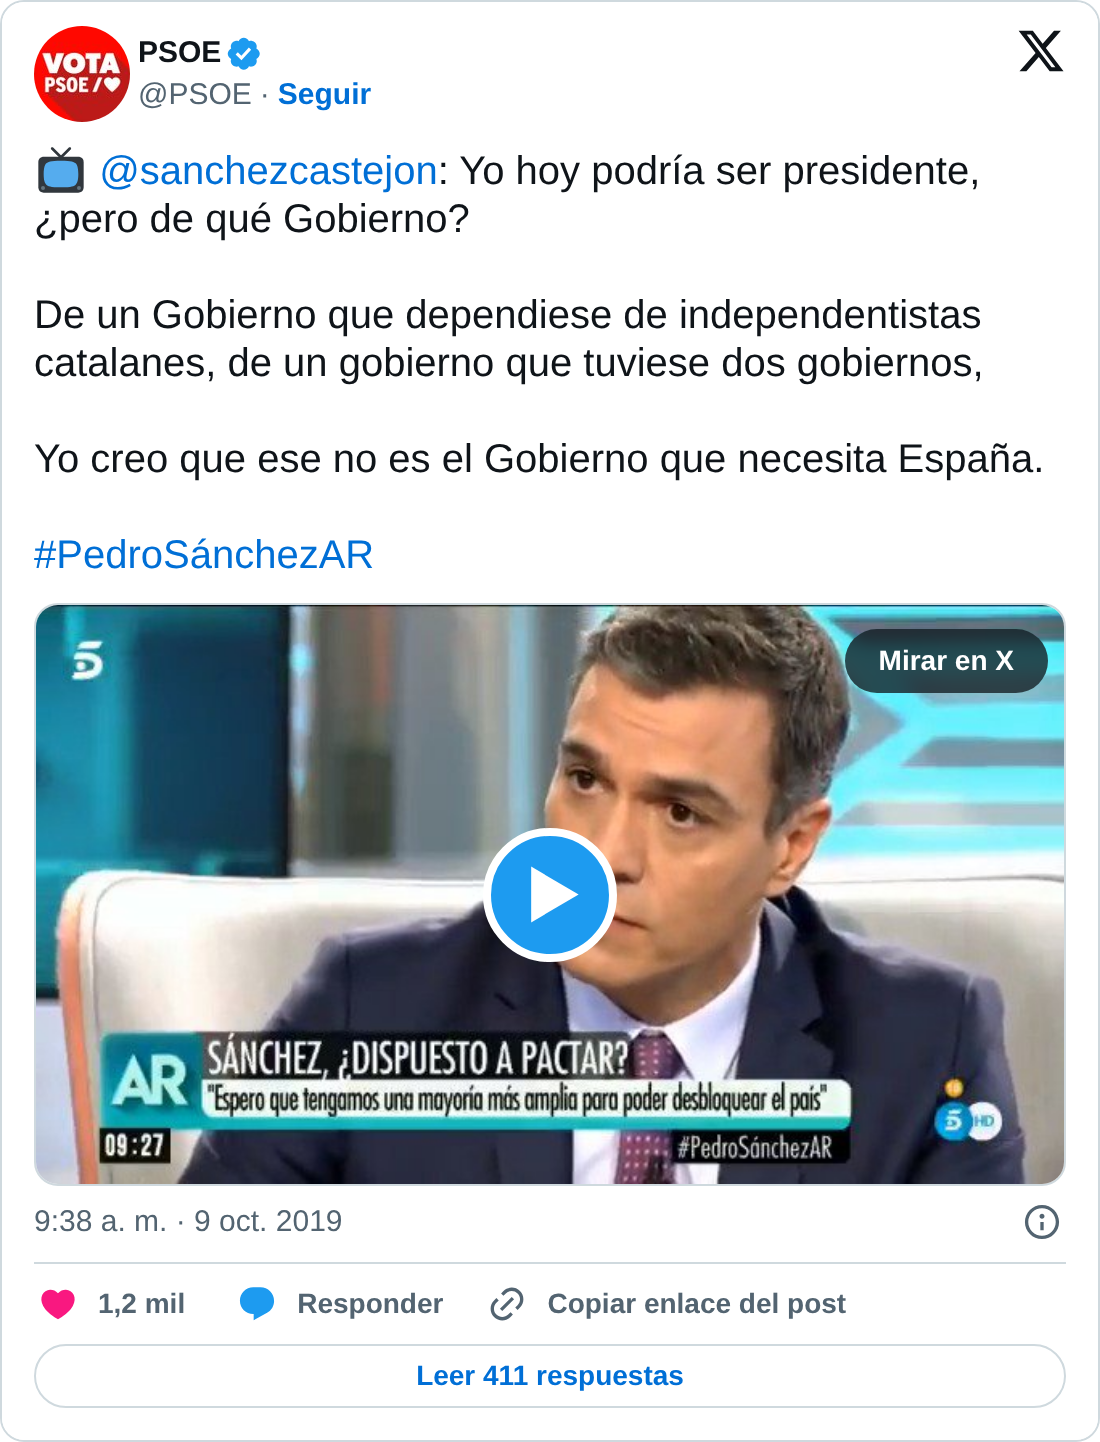 VOTA
PSOE /
PSOE
@PSOE · Seguir
@sanchezcastejon: Yo hoy podría ser presidente,
¿pero de qué Gobierno?
De un Gobierno que dependiese de independentistas
catalanes, de un gobierno que tuviese dos gobiernos,
Yo creo que ese no es el Gobierno que necesita España.
#PedroSánchezAR
5
Mirar en X
AR
SÁNCHEZ, ¿DISPUESTO A PACTAR?
"Espero que tengamos una mayoría más amplia para poder desbloquear el país"
09:27
#PedroSánchezAR
5 HD
9:38 a. m. · 9 oct. 2019
1,2 mil Responder Copiar enlace del post
Leer 411 respuestas